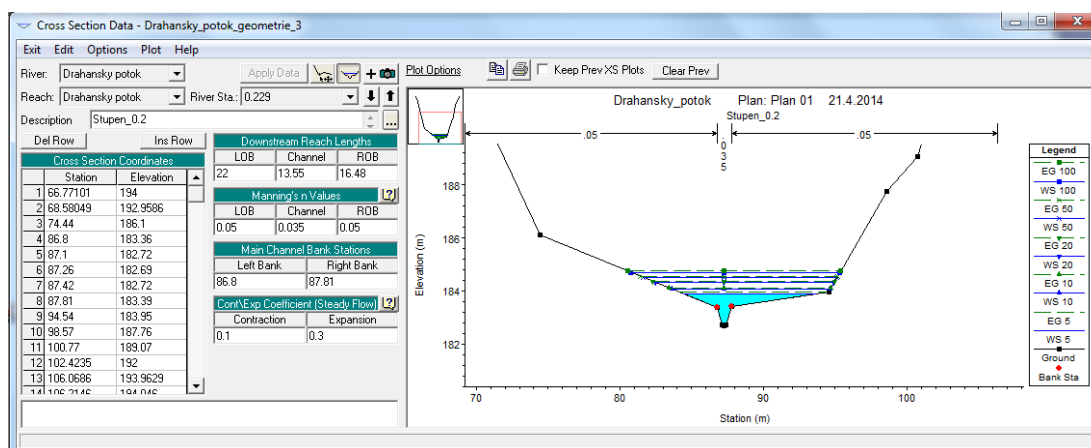 Cross Section Data - Drahansky_potok_geometrie_3
Exit Edit Options Plot Help
River: Drahansky potok Apply Data Plot Options Keep Prev XS Plots Clear Prev
Reach: Drahansky potok River Sta.: 0.229
Description Stupen_0.2 ...
Del Row Ins Row
Cross Section Coordinates
Station Elevation
1 66.77101 194
2 68.58049 192.9586
3 74.44 186.1
4 86.8 183.36
5 87.1 182.72
6 87.26 182.69
7 87.42 182.72
8 87.81 183.39
9 94.54 183.95
10 98.57 187.76
11 100.77 189.07
12 102.4235 192
13 106.0686 193.9629
14 106.2146 194.046
Downstream Reach Lengths
LOB Channel ROB
22 13.55 16.48
Manning's n Values
LOB Channel ROB
0.05 0.035 0.05
Main Channel Bank Stations
Left Bank Right Bank
86.8 87.81
Cont\Exp Coefficient (Steady Flow)
Contraction Expansion
0.1 0.3
Drahansky_potok Plan: Plan 01 21.4.2014
Stupen_0.2
.05 .035 .05
Elevation (m)
188
186
184
182
70 80 90 100
Station (m)
Legend
EG 100
WS 100
EG 50
WS 50
EG 20
WS 20
EG 10
WS 10
EG 5
WS 5
Ground
Bank Sta